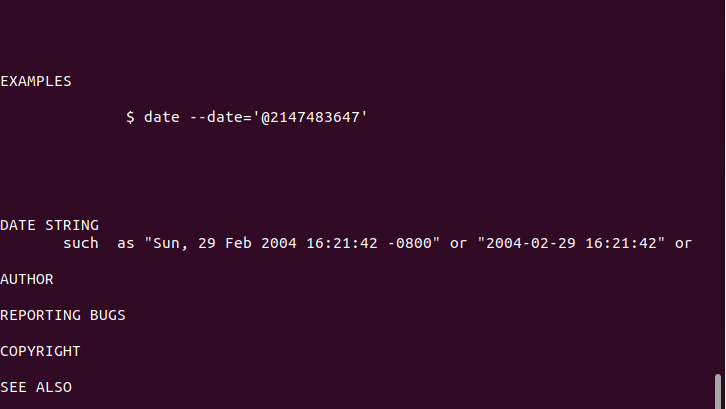 EXAMPLES
$ date --date='@2147483647'
DATE STRING
such  as "Sun, 29 Feb 2004 16:21:42 -0800" or "2004-02-29 16:21:42" or
AUTHOR
REPORTING BUGS
COPYRIGHT
SEE ALSO